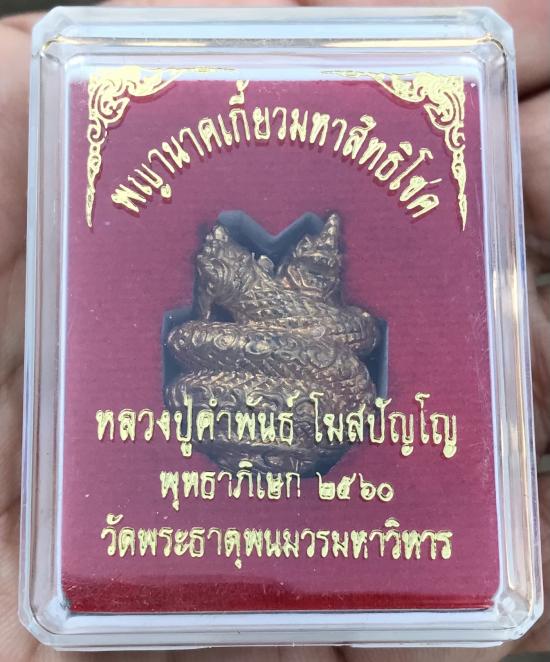 พญานาคเกี้ยวมหาสิทธิโชค
หลวงปู่คำพันธ์ โฆสปัญโญ
พุทธาภิเษก ๒๕๖๐
วัดพระธาตุพนมวรมหาวิหาร